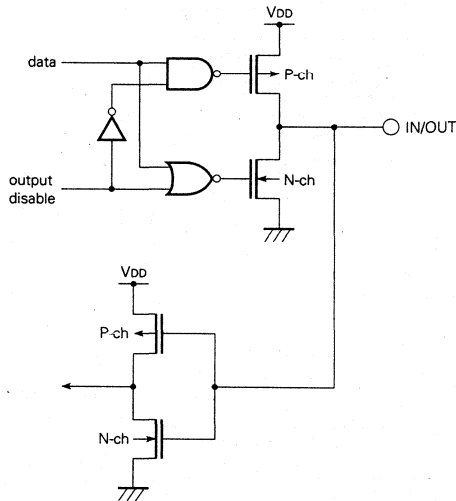 VDD
data
P-ch
IN/OUT
output
disable
N-ch
VDD
P-ch
N-ch